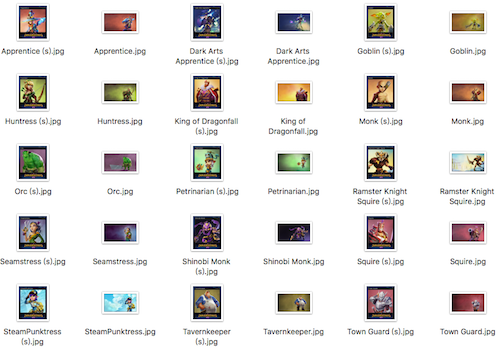 Apprentice (s).jpg
Apprentice.jpg
Dark Arts
Apprentice (s).jpg
Dark Arts
Apprentice.jpg
Goblin (s).jpg
Goblin.jpg
Huntress (s).jpg
Huntress.jpg
King of Dragonfall
(s).jpg
King of
Dragonfall.jpg
Monk (s).jpg
Monk.jpg
Orc (s).jpg
Orc.jpg
Petrinarian (s).jpg
Petrinarian.jpg
Ramster Knight
Squire (s).jpg
Ramster Knight
Squire.jpg
Seamstress (s).jpg
Seamstress.jpg
Shinobi Monk
(s).jpg
Shinobi Monk.jpg
Squire (s).jpg
Squire.jpg
SteamPunktress
(s).jpg
SteamPunktress.jpg
Tavernkeeper
(s).jpg
Tavernkeeper.jpg
Town Guard (s).jpg
Town Guard.jpg